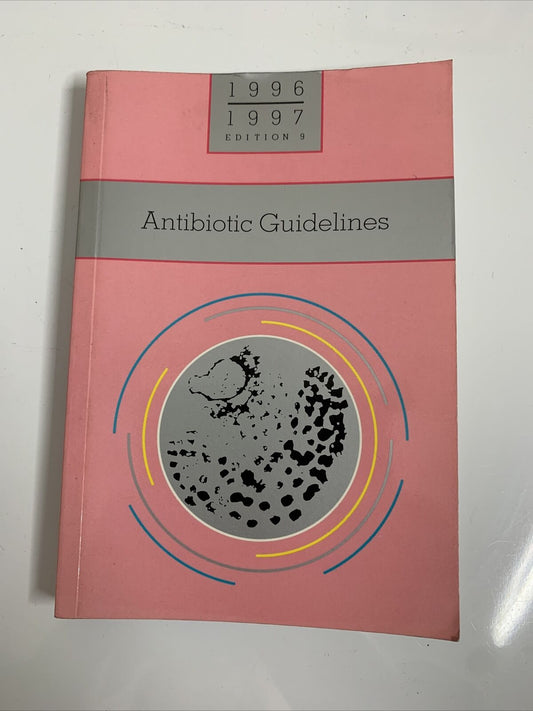 1996
1997
EDITION 9
Antibiotic Guidelines